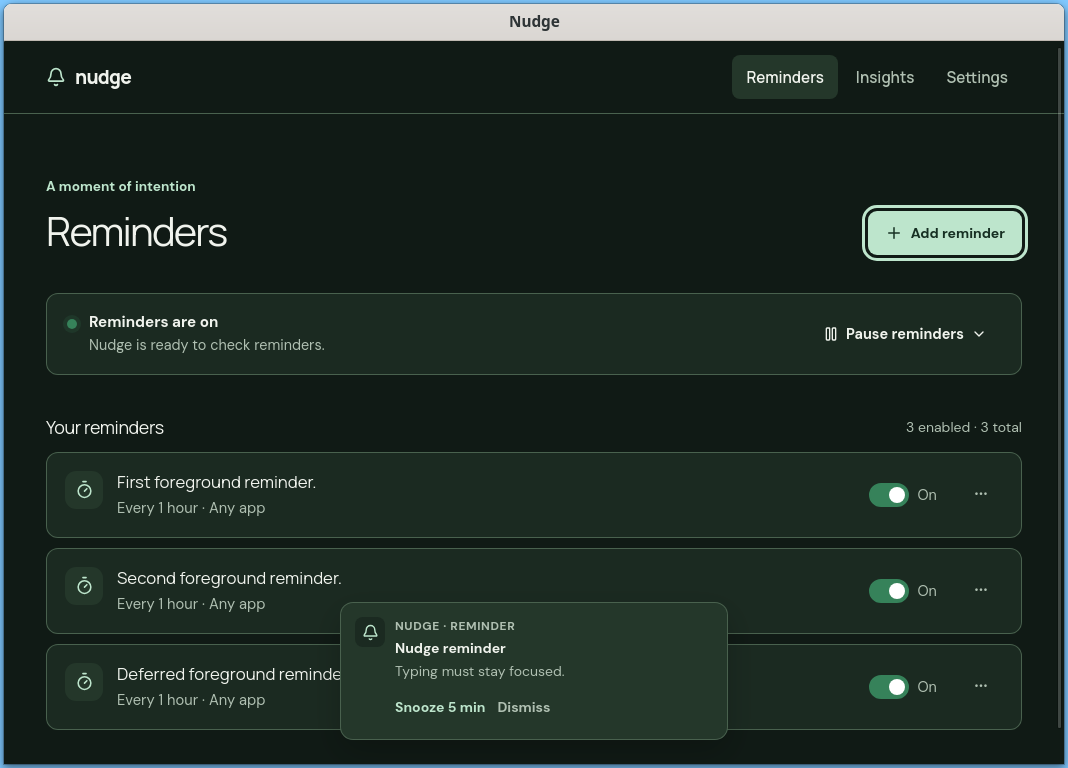 Nudge
nudge
Reminders
Insights
Settings
A moment of intention
Reminders
Add reminder
Reminders are on
Nudge is ready to check reminders.
Pause reminders
Your reminders
3 enabled · 3 total
First foreground reminder.
Every 1 hour · Any app
On
Second foreground reminder.
Every 1 hour · Any app
On
Deferred foreground
Every 1 hour · Any app
On
NUDGE · REMINDER
Nudge reminder
Typing must stay focused.
Snooze 5 min
Dismiss